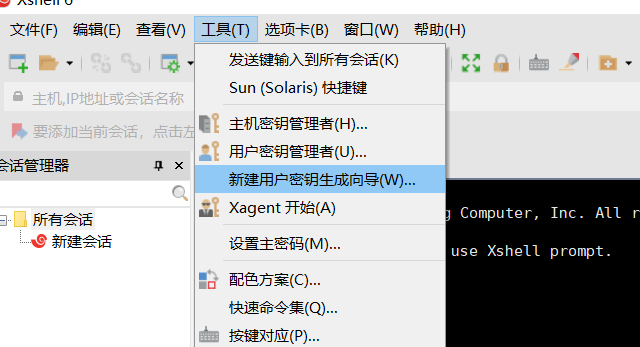 Xshell 6
文件(F) 编辑(E) 查看(V) 工具(T) 选项卡(B) 窗口(W) 帮助(H)
主机,IP地址或会话名称
要添加当前会话，点击左
会话管理器
所有会话
新建会话
发送键输入到所有会话(K)
Sun (Solaris) 快捷键
主机密钥管理者(H)...
用户密钥管理者(U)...
新建用户密钥生成向导(W)...
Xagent 开始(A)
设置主密码(M)...
配色方案(C)...
快速命令集(Q)...
按键对应(P)...
g Computer, Inc. All r
use Xshell prompt.